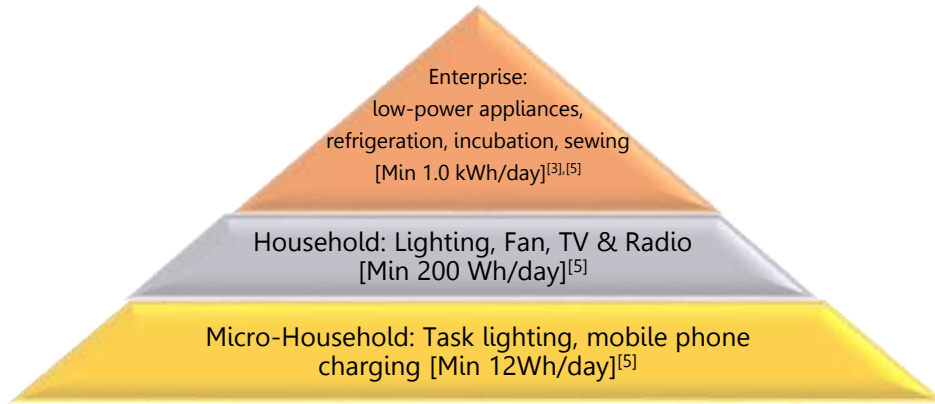 Enterprise:
low-power appliances,
refrigeration, incubation, sewing
[Min 1.0 kWh/day][3],[5]
Household: Lighting, Fan, TV & Radio
[Min 200 Wh/day][5]
Micro-Household: Task lighting, mobile phone
charging [Min 12Wh/day][5]